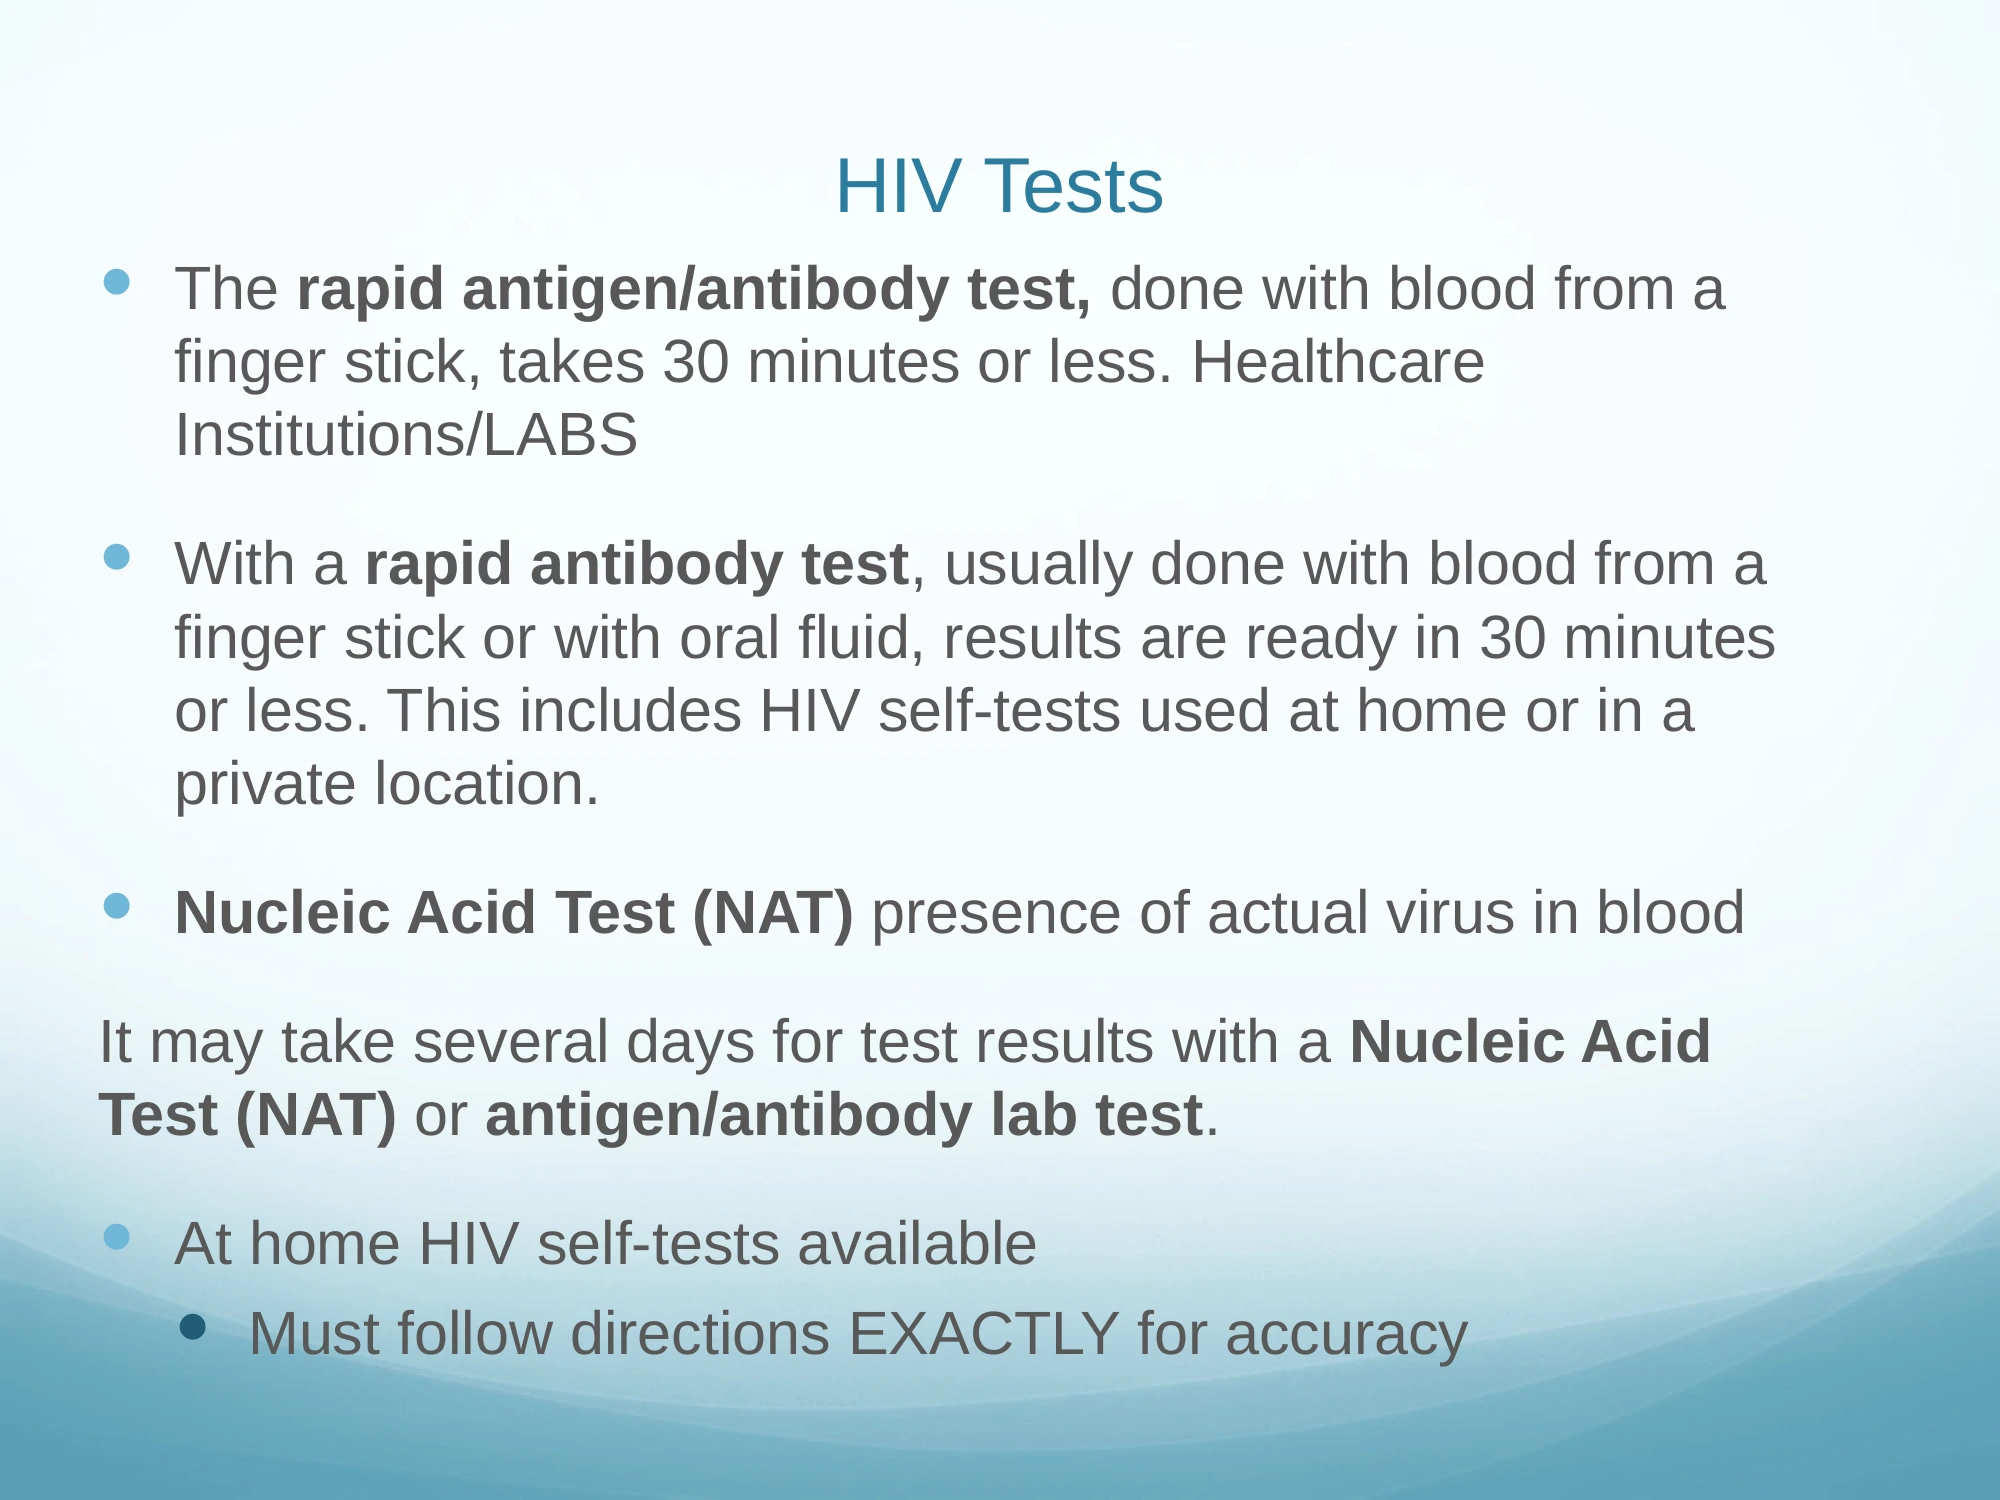 HIV Tests
The rapid antigen/antibody test, done with blood from a
finger stick, takes 30 minutes or less. Healthcare
Institutions/LABS
With a rapid antibody test, usually done with blood from a
finger stick or with oral fluid, results are ready in 30 minutes
or less. This includes HIV self-tests used at home or in a
private location.
Nucleic Acid Test (NAT) presence of actual virus in blood
It may take several days for test results with a Nucleic Acid
Test (NAT) or antigen/antibody lab test.
At home HIV self-tests available
Must follow directions EXACTLY for accuracy